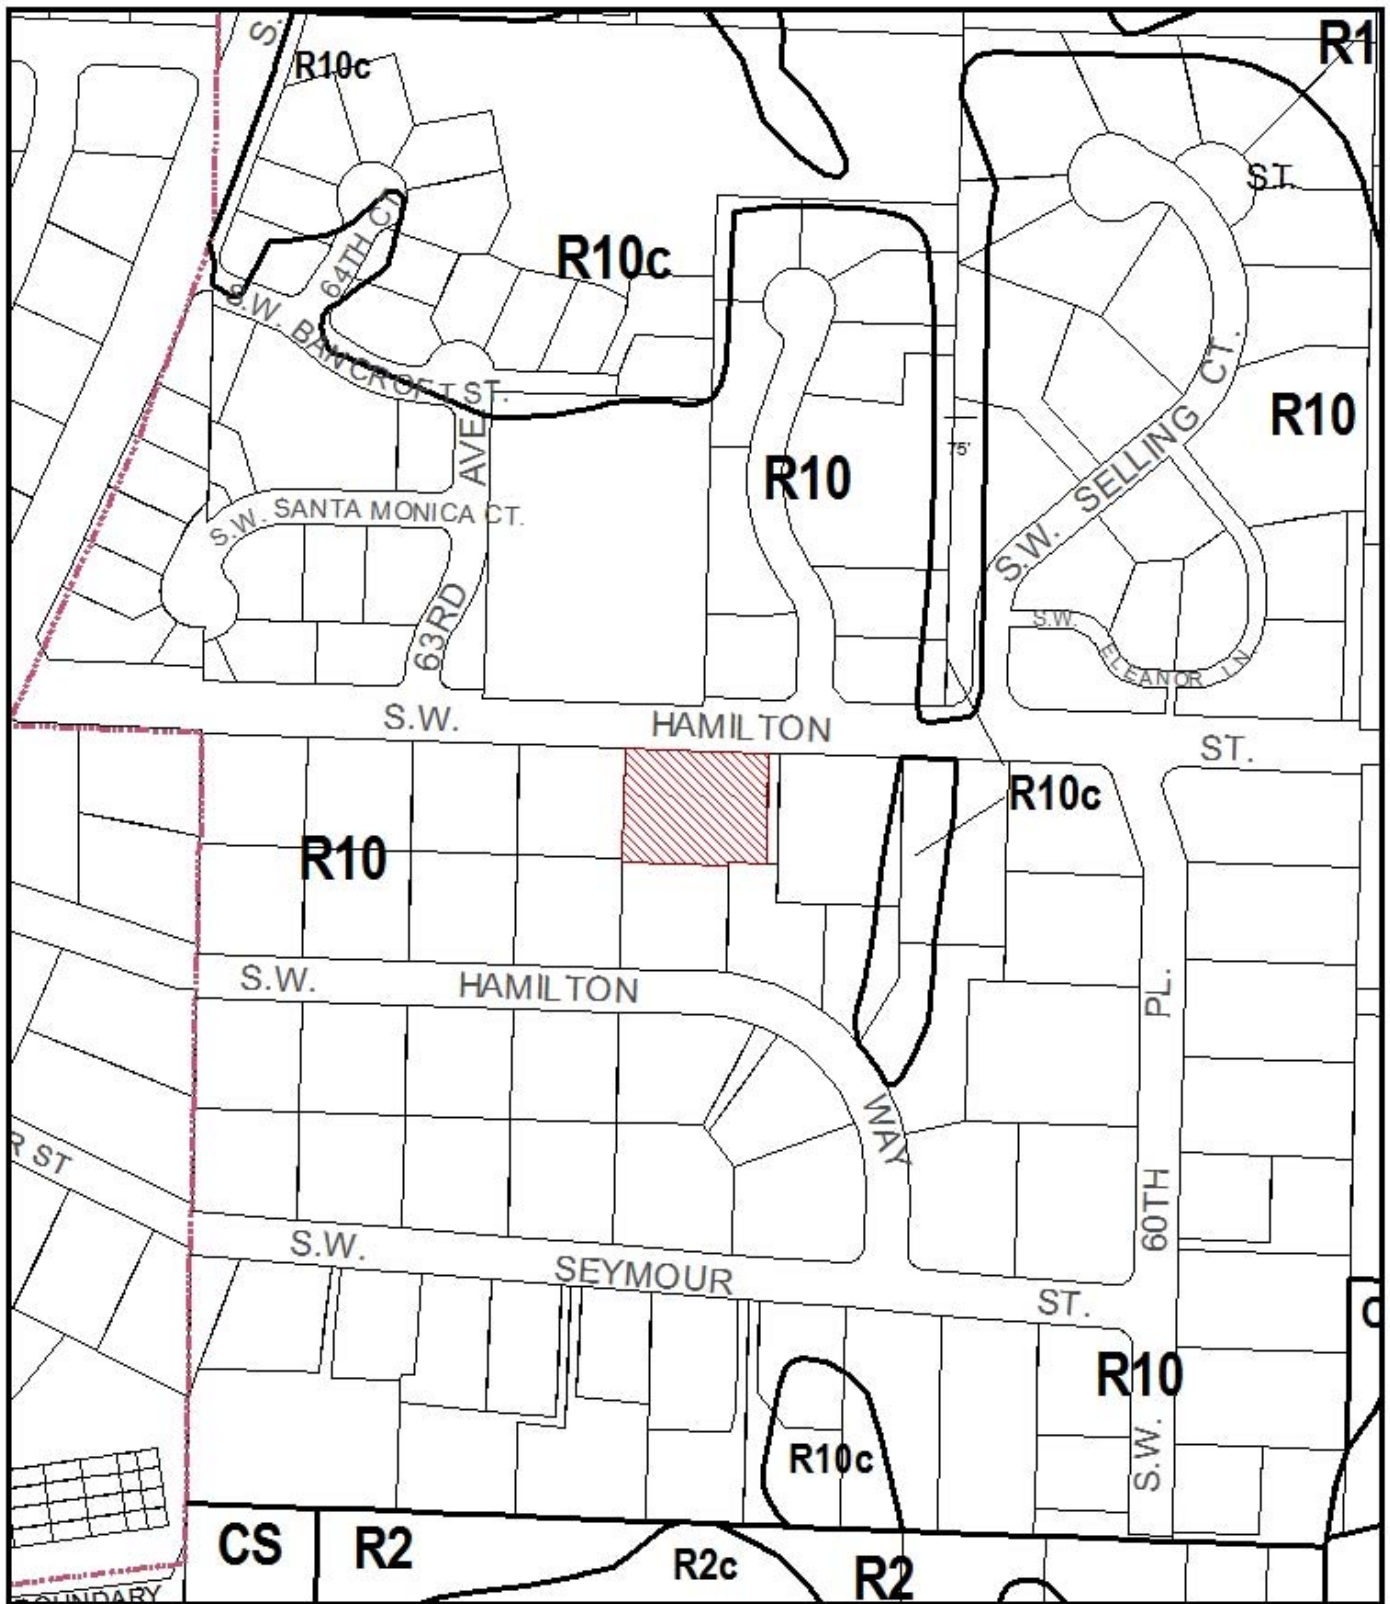 S.
R10c
R1
ST.
64TH CT.
R10c
S.W. BANCROFT ST.
S.W. SELLING CT.
R10
AVE
75'
R10
S.W. SANTA MONICA CT.
63RD
S.W.
ELEANOR LN
S.W. HAMILTON ST.
R10c
R10
S.W. HAMILTON WAY
PL.
R ST
60TH
S.W. SEYMOUR ST.
R10
S.W.
R10c
CS
R2
R2c
R2
BOUNDARY